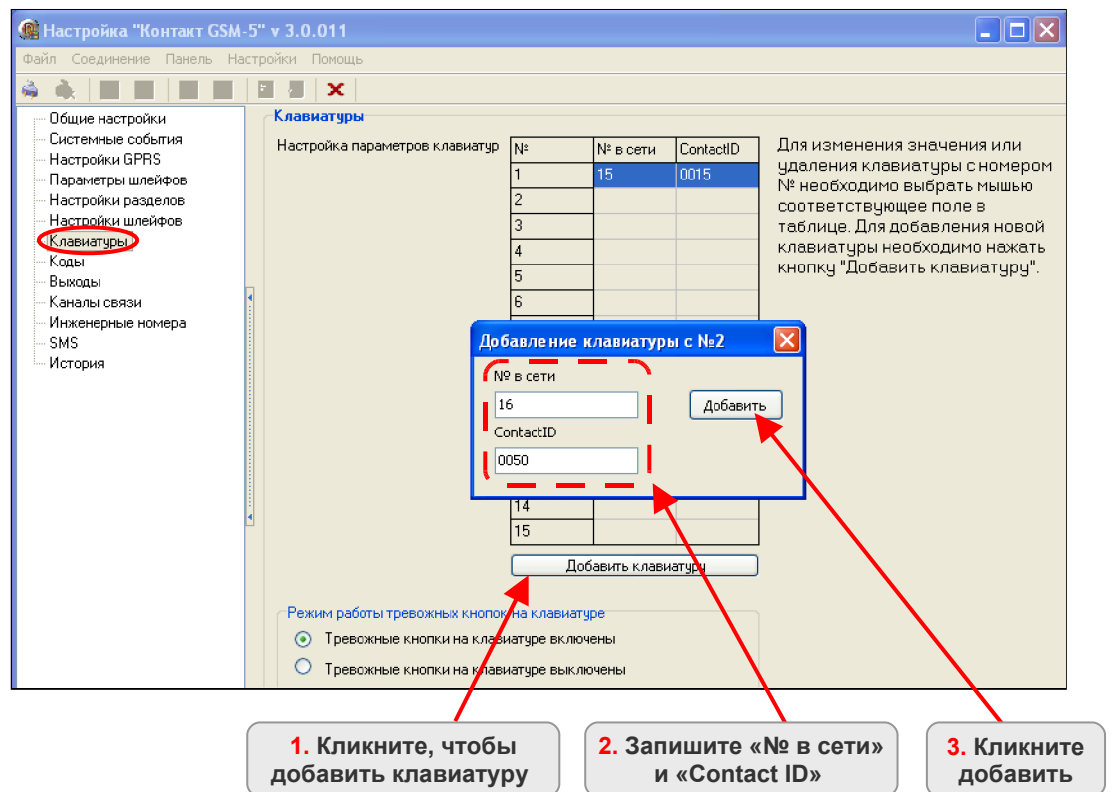 Настройка "Контакт GSM-5" v 3.0.011
Файл Соединение Панель Настройки Помощь
Общие настройки
Системные события
Настройки GPRS
Параметры шлейфов
Настройки разделов
Настройки шлейфов
Клавиатуры
Коды
Выходы
Каналы связи
Инженерные номера
SMS
История
Клавиатуры
Настройка параметров клавиатур
№ № в сети ContactID
1 15 0015
2
3
4
5
6
14
15
Для изменения значения или
удаления клавиатуры с номером
№ необходимо выбрать мышью
соответствующее поле в
таблице. Для добавления новой
клавиатуры необходимо нажать
кнопку "Добавить клавиатуру".
Добавление клавиатуры с №2
№ в сети
16
Добавить
ContactID
0050
Добавить клавиатуру
Режим работы тревожных кнопок на клавиатуре
Тревожные кнопки на клавиатуре включены
Тревожные кнопки на клавиатуре выключены
1. Кликните, чтобы
добавить клавиатуру
2. Запишите «№ в сети»
и «Contact ID»
3. Кликните
добавить